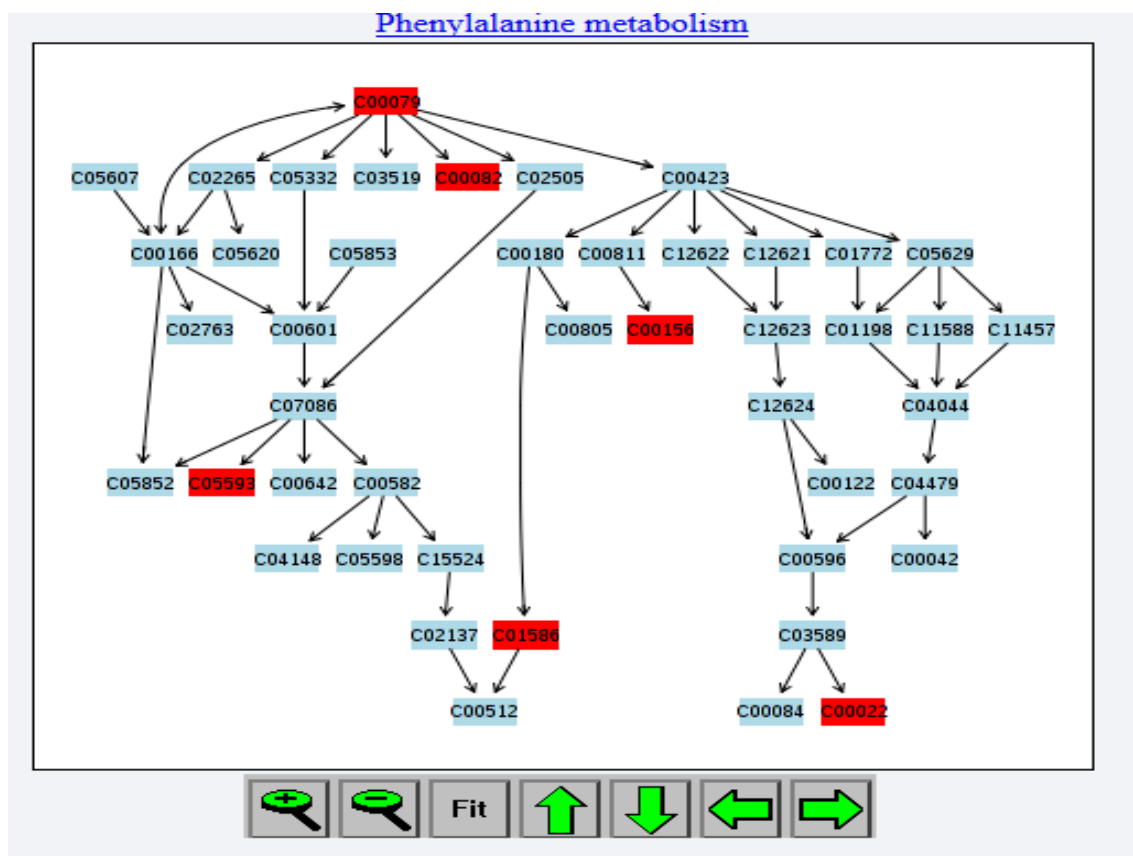 Phenylalanine metabolism
C00079
C05607 C02265 C05332 C03519 C00082 C02505 C00423
C00166 C05620 C05853 C00180 C00811 C12622 C12621 C01772 C05629
C02763 C00601 C00805 C00156 C12623 C01198 C11588 C11457
C07086 C12624 C04044
C05852 C05593 C00642 C00582 C00122 C04479
C04148 C05598 C15524 C00596 C00042
C02137 C01586 C03589
C00512 C00084 C00022
Fit